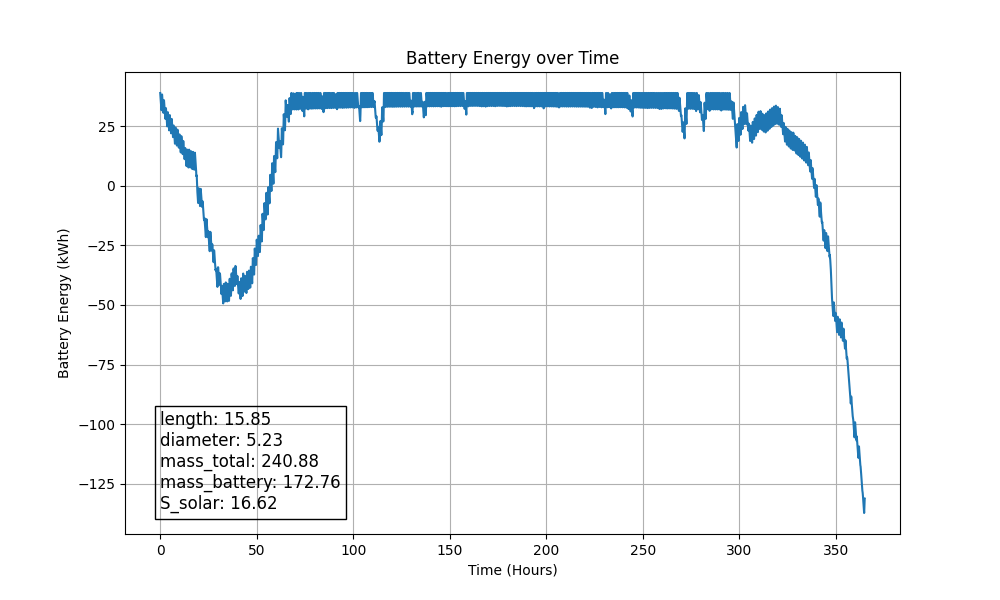 Battery Energy over Time
Battery Energy (kWh)
25
0
−25
−50
−75
−100
−125
length: 15.85
diameter: 5.23
mass_total: 240.88
mass_battery: 172.76
S_solar: 16.62
0 50 100 150 200 250 300 350
Time (Hours)